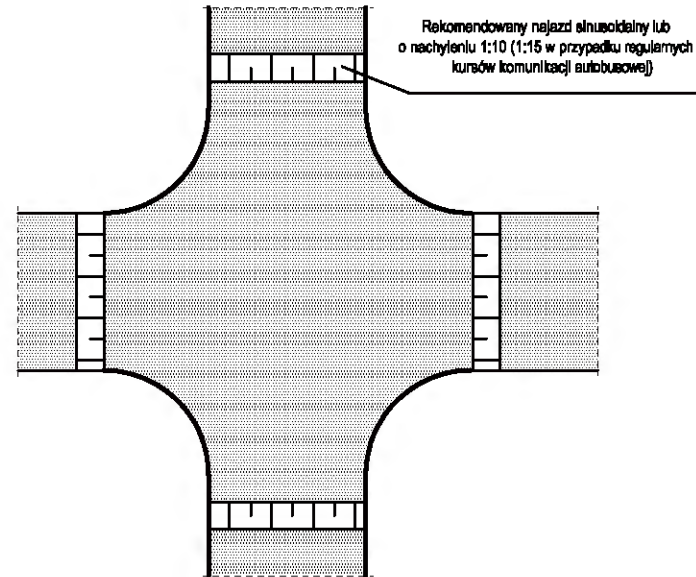 Rekomendowany najazd sinusoidalny lub
o nachyleniu 1:10 (1:15 w przypadku regularnych
kursów komunikacji autobusowej)